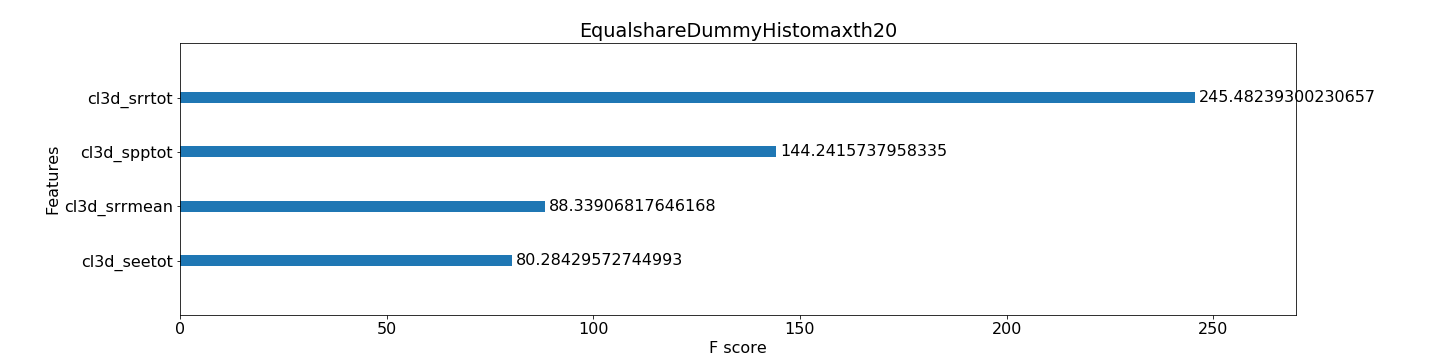 EqualshareDummyHistomaxth20
Features
cl3d_srrtot
245.48239300230657
cl3d_spptot
144.2415737958335
cl3d_srrmean
88.33906817646168
cl3d_seetot
80.28429572744993
0 50 100 150 200 250
F score